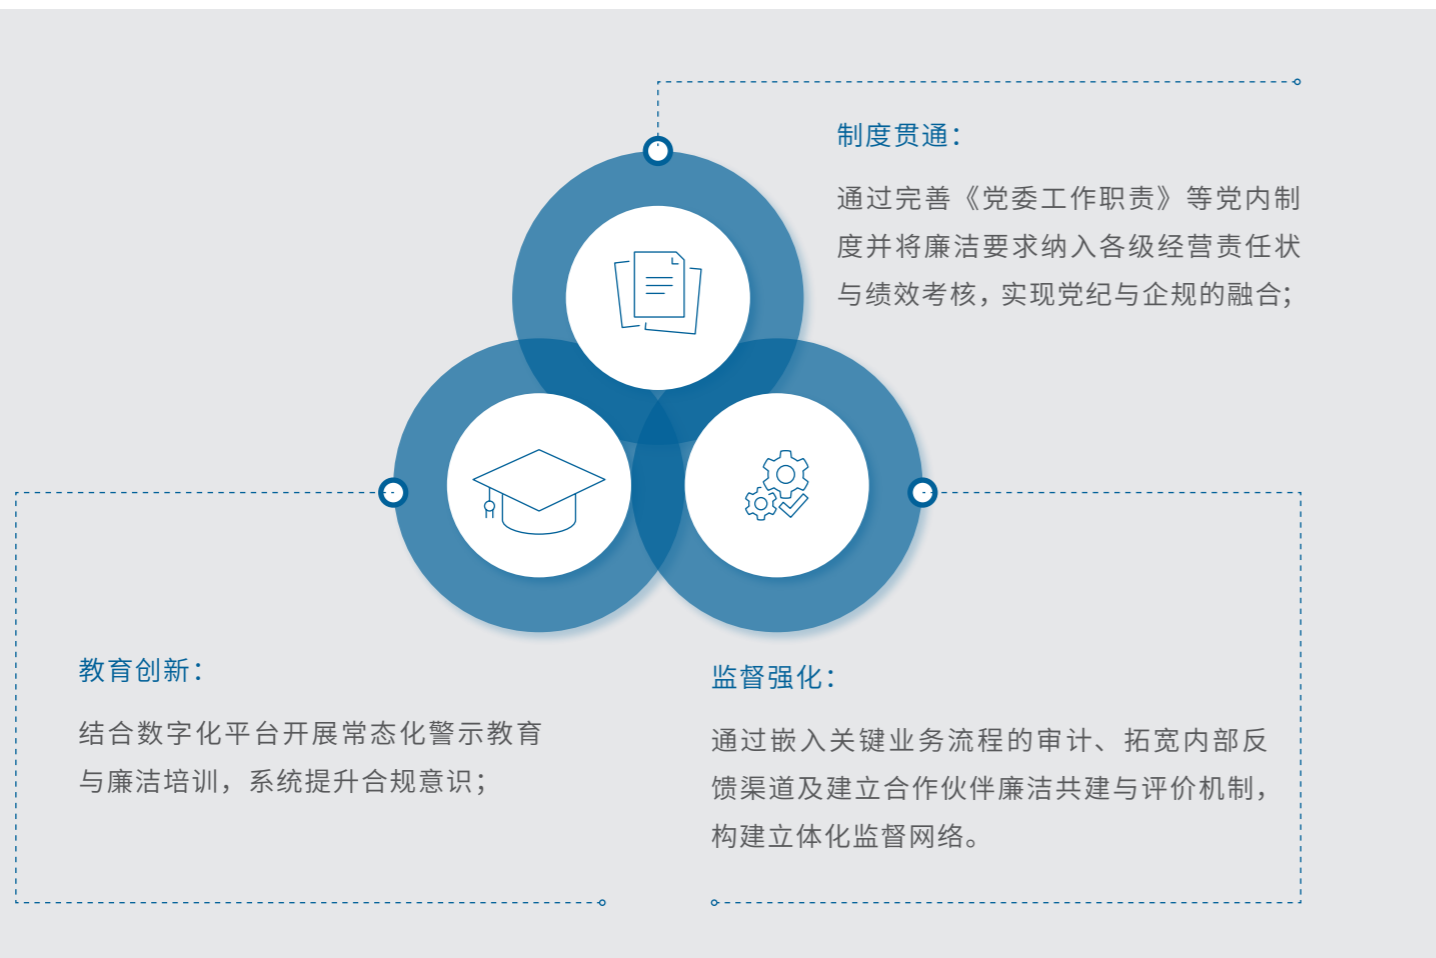 制度贯通：
通过完善《党委工作职责》等党内制
度并将廉洁要求纳入各级经营责任状
与绩效考核，实现党纪与企规的融合；
教育创新：
结合数字化平台开展常态化警示教育
与廉洁培训，系统提升合规意识；
监督强化：
通过嵌入关键业务流程的审计、拓宽内部反
馈渠道及建立合作伙伴廉洁共建与评价机制，
构建立体化监督网络。